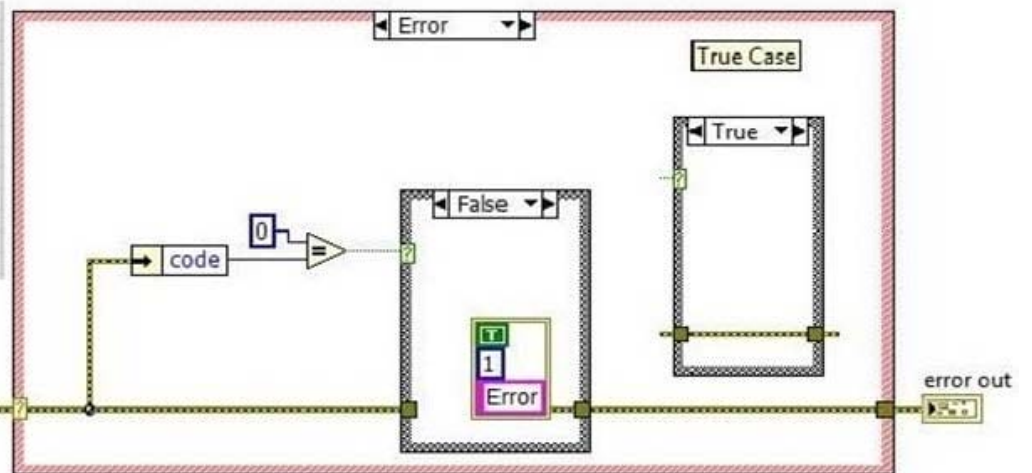 Error
True Case
True
False
0
=
code
T
1
Error
error out